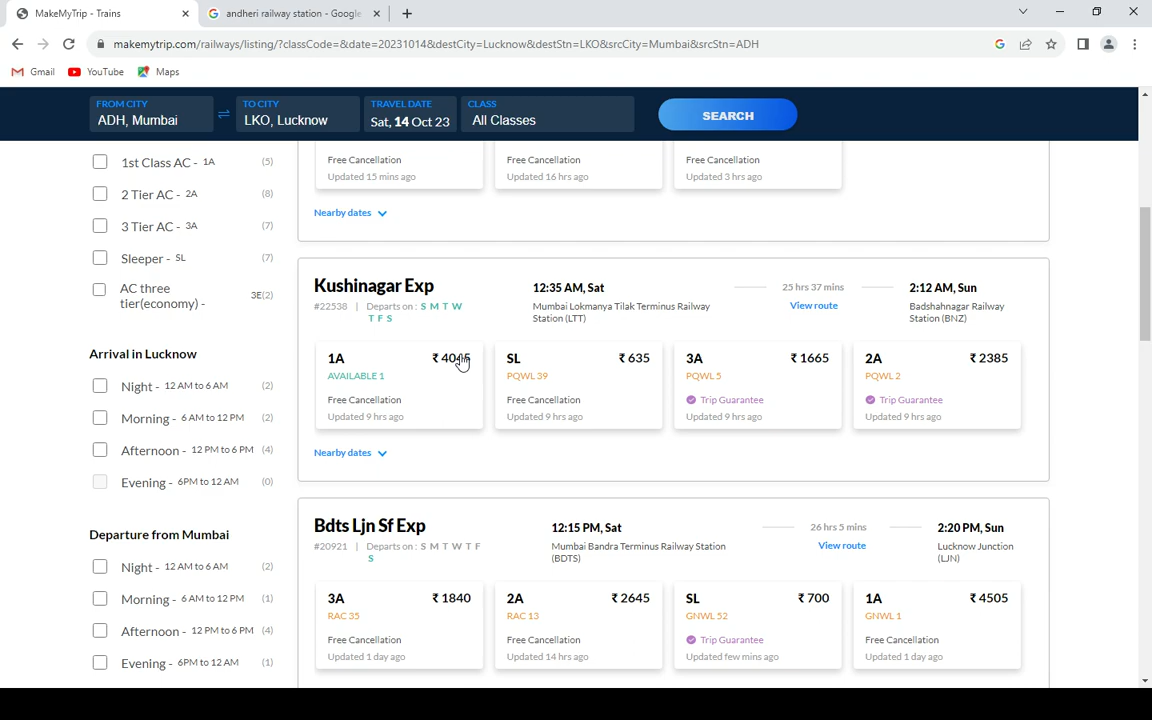 MakeMyTrip - Trains
andheri railway station - Google
makemytrip.com/railways/listing/?classCode=&date=20231014&destCity=Lucknow&destStn=LKO&srcCity=Mumbai&srcStn=ADH
Gmail YouTube Maps
FROM CITY TO CITY TRAVEL DATE CLASS
ADH, Mumbai LKO, Lucknow Sat, 14 Oct 23 All Classes SEARCH
1st Class AC - 1A (5)
2 Tier AC - 2A (8)
3 Tier AC - 3A (7)
Sleeper - SL (7)
AC three
tier(economy) - 3E(2)
Arrival in Lucknow
Night - 12 AM to 6 AM (2)
Morning - 6 AM to 12 PM (2)
Afternoon - 12 PM to 6 PM (4)
Evening - 6PM to 12 AM (0)
Departure from Mumbai
Night - 12 AM to 6 AM (2)
Morning - 6 AM to 12 PM (1)
Afternoon - 12 PM to 6 PM (4)
Evening - 6PM to 12 AM (1)
Free Cancellation Free Cancellation Free Cancellation
Updated 15 mins ago Updated 16 hrs ago Updated 3 hrs ago
Nearby dates
Kushinagar Exp 12:35 AM, Sat 25 hrs 37 mins 2:12 AM, Sun
#22538 | Departs on : S M T W Mumbai Lokmanya Tilak Terminus Railway View route Badshahnagar Railway
T F S Station (LTT) Station (BNZ)
1A ₹ 4045 SL ₹ 635 3A ₹ 1665 2A ₹ 2385
AVAILABLE 1 PQWL 39 PQWL 5 PQWL 2
Free Cancellation Free Cancellation Trip Guarantee Trip Guarantee
Updated 9 hrs ago Updated 9 hrs ago Updated 9 hrs ago Updated 9 hrs ago
Nearby dates
Bdts Ljn Sf Exp 12:15 PM, Sat 26 hrs 5 mins 2:20 PM, Sun
#20921 | Departs on : S M T W T F Mumbai Bandra Terminus Railway Station View route Lucknow Junction
S (BDTS) (LJN)
3A ₹ 1840 2A ₹ 2645 SL ₹ 700 1A ₹ 4505
RAC 35 RAC 13 GNWL 52 GNWL 1
Free Cancellation Free Cancellation Trip Guarantee Free Cancellation
Updated 1 day ago Updated 14 hrs ago Updated few mins ago Updated 1 day ago